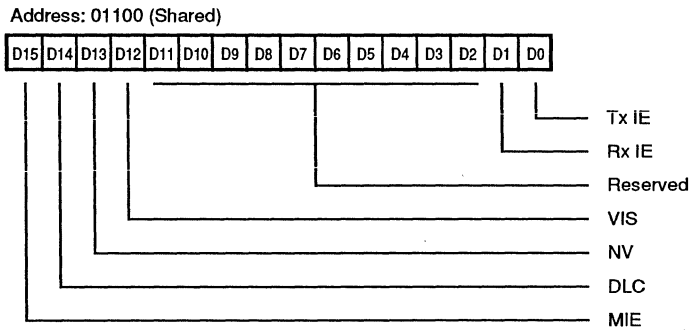 Address: 01100 (Shared)
D15 D14 D13 D12 D11 D10 D9 D8 D7 D6 D5 D4 D3 D2 D1 D0
Tx IE
Rx IE
Reserved
VIS
NV
DLC
MIE